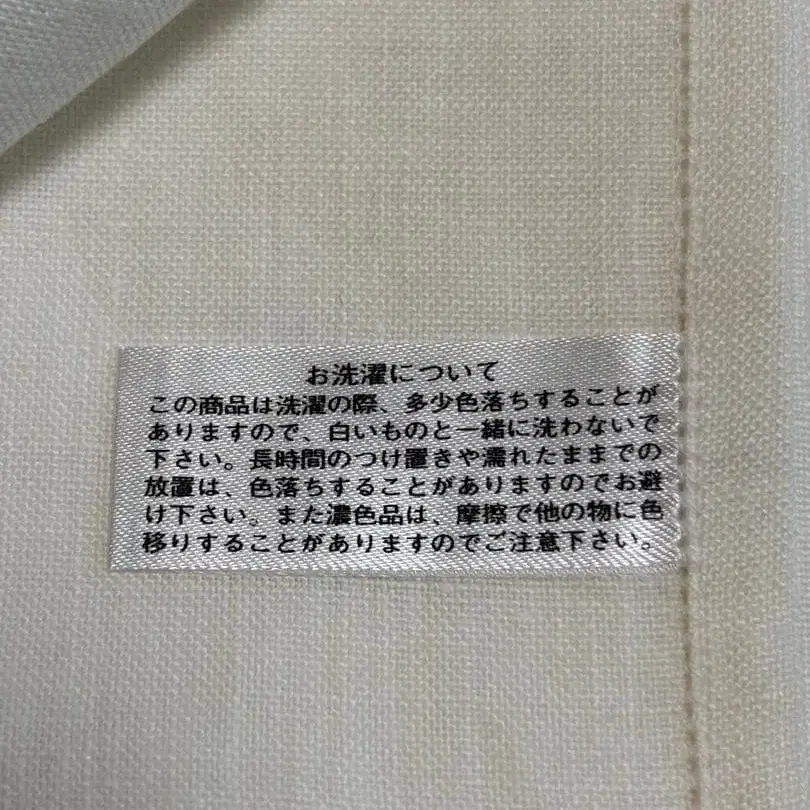 お洗濯について
この商品は洗濯の際、多少色落ちすることが
ありますので、白いものと一緒に洗わないで
下さい。長時間のつけ置きや濡れたままでの
放置は、色落ちすることがありますのでお避
け下さい。また濃色品は、摩擦で他の物に色
移りすることがありますのでご注意下さい。